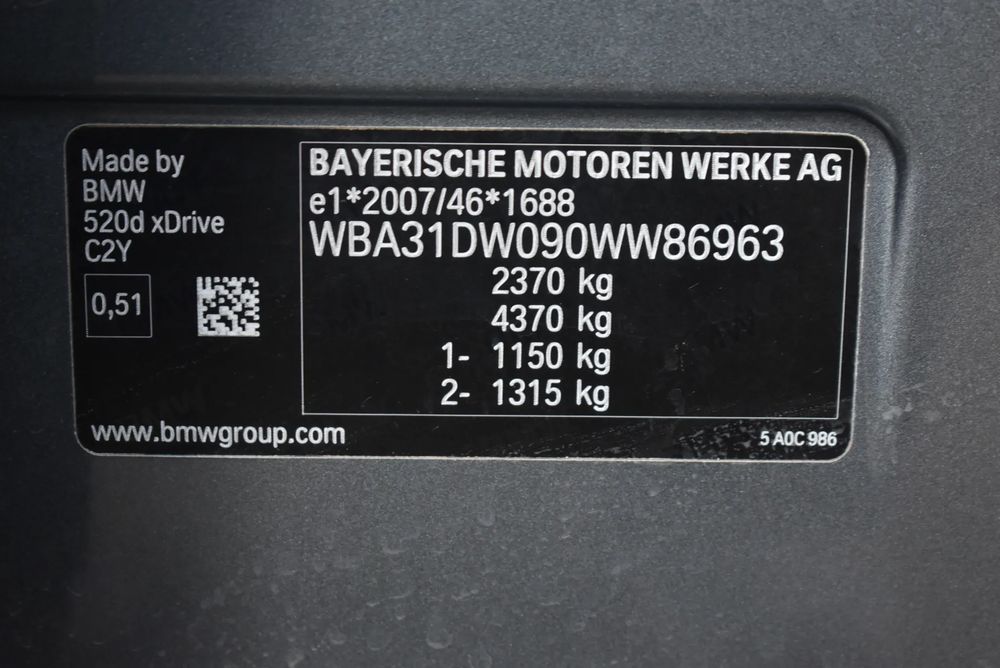 Made by
BMW
520d xDrive
C2Y
0,51
BAYERISCHE MOTOREN WERKE AG
e1*2007/46*1688
WBA31DW090WW86963
2370 kg
4370 kg
1- 1150 kg
2- 1315 kg
www.bmwgroup.com
5 A0C 986